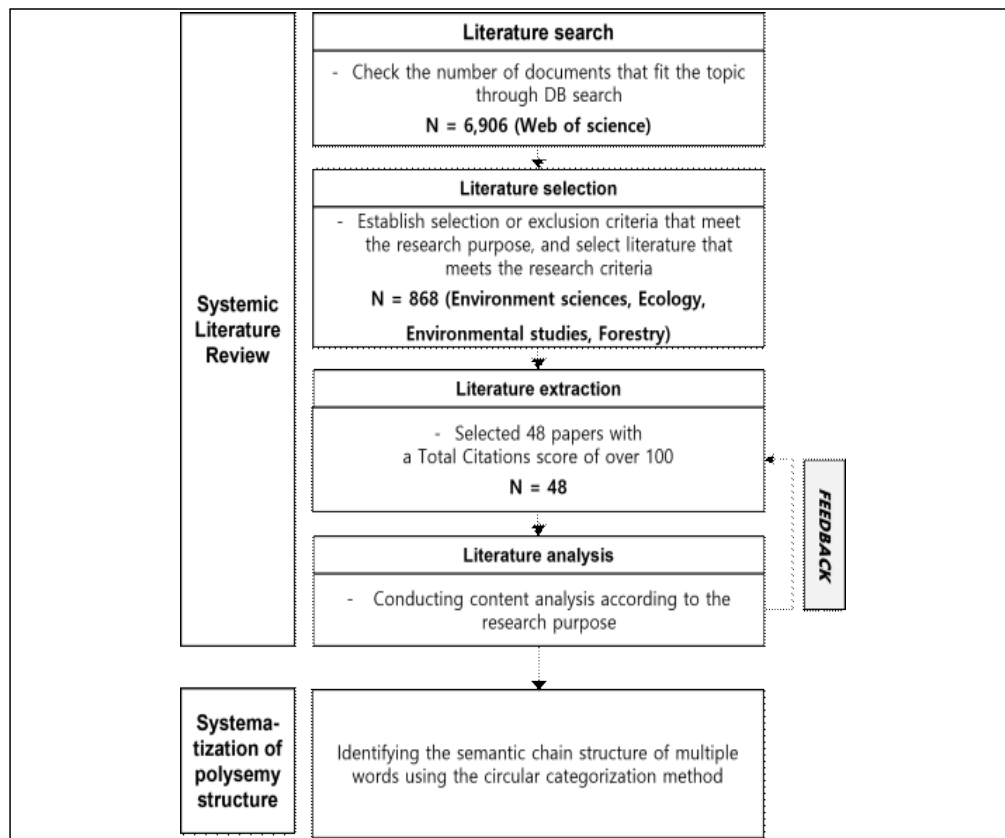 Literature search
- Check the number of documents that fit the topic
through DB search
N = 6,906 (Web of science)
Literature selection
- Establish selection or exclusion criteria that meet
the research purpose, and select literature that
meets the research criteria
N = 868 (Environment sciences, Ecology,
Environmental studies, Forestry)
Systemic
Literature
Review
Literature extraction
- Selected 48 papers with
a Total Citations score of over 100
N = 48
FEEDBACK
Literature analysis
- Conducting content analysis according to the
research purpose
Systema-
tization of
polysemy
structure
Identifying the semantic chain structure of multiple
words using the circular categorization method